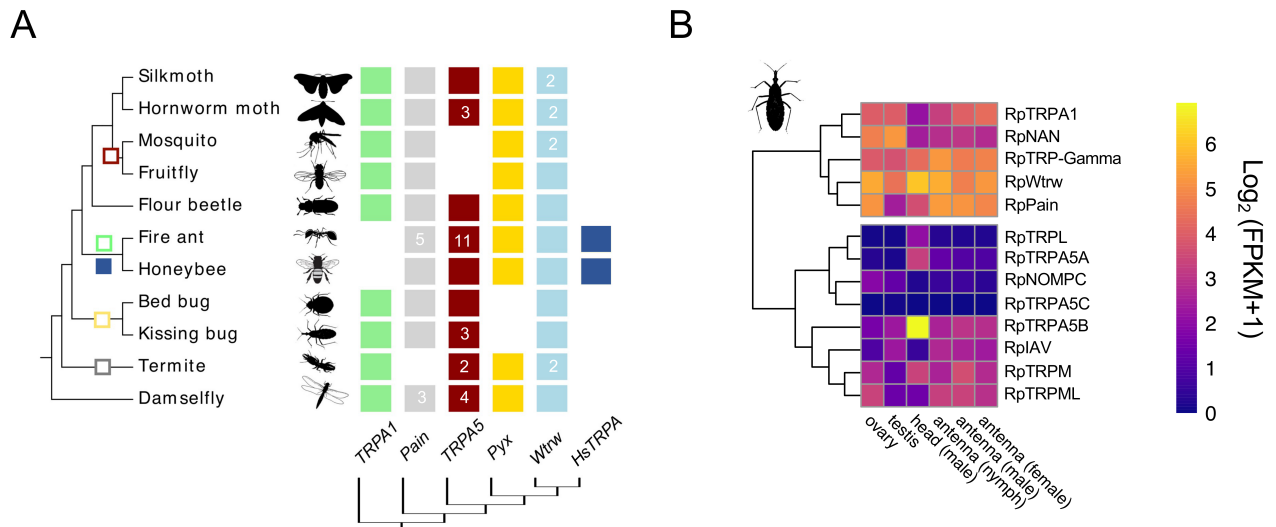 A
B
Silkmoth
2
Hornworm moth
3
2
Mosquito
2
Fruitfly
Flour beetle
Fire ant
5
11
Honeybee
Bed bug
Kissing bug
3
Termite
2
2
Damselfly
3
4
TRPA1
Pain
TRPA5
Pyx
Wtrw
HsTRPA
RpTRPA1
RpNAN
RpTRP-Gamma
RpWtrw
RpPain
RpTRPL
RpTRPA5A
RpNOMPC
RpTRPA5C
RpTRPA5B
RpIAV
RpTRPM
RpTRPML
ovary
testis
head (male)
antenna (nymph)
antenna (male)
antenna (female)
6
5
4
3
2
1
0
Log2 (FPKM+1)